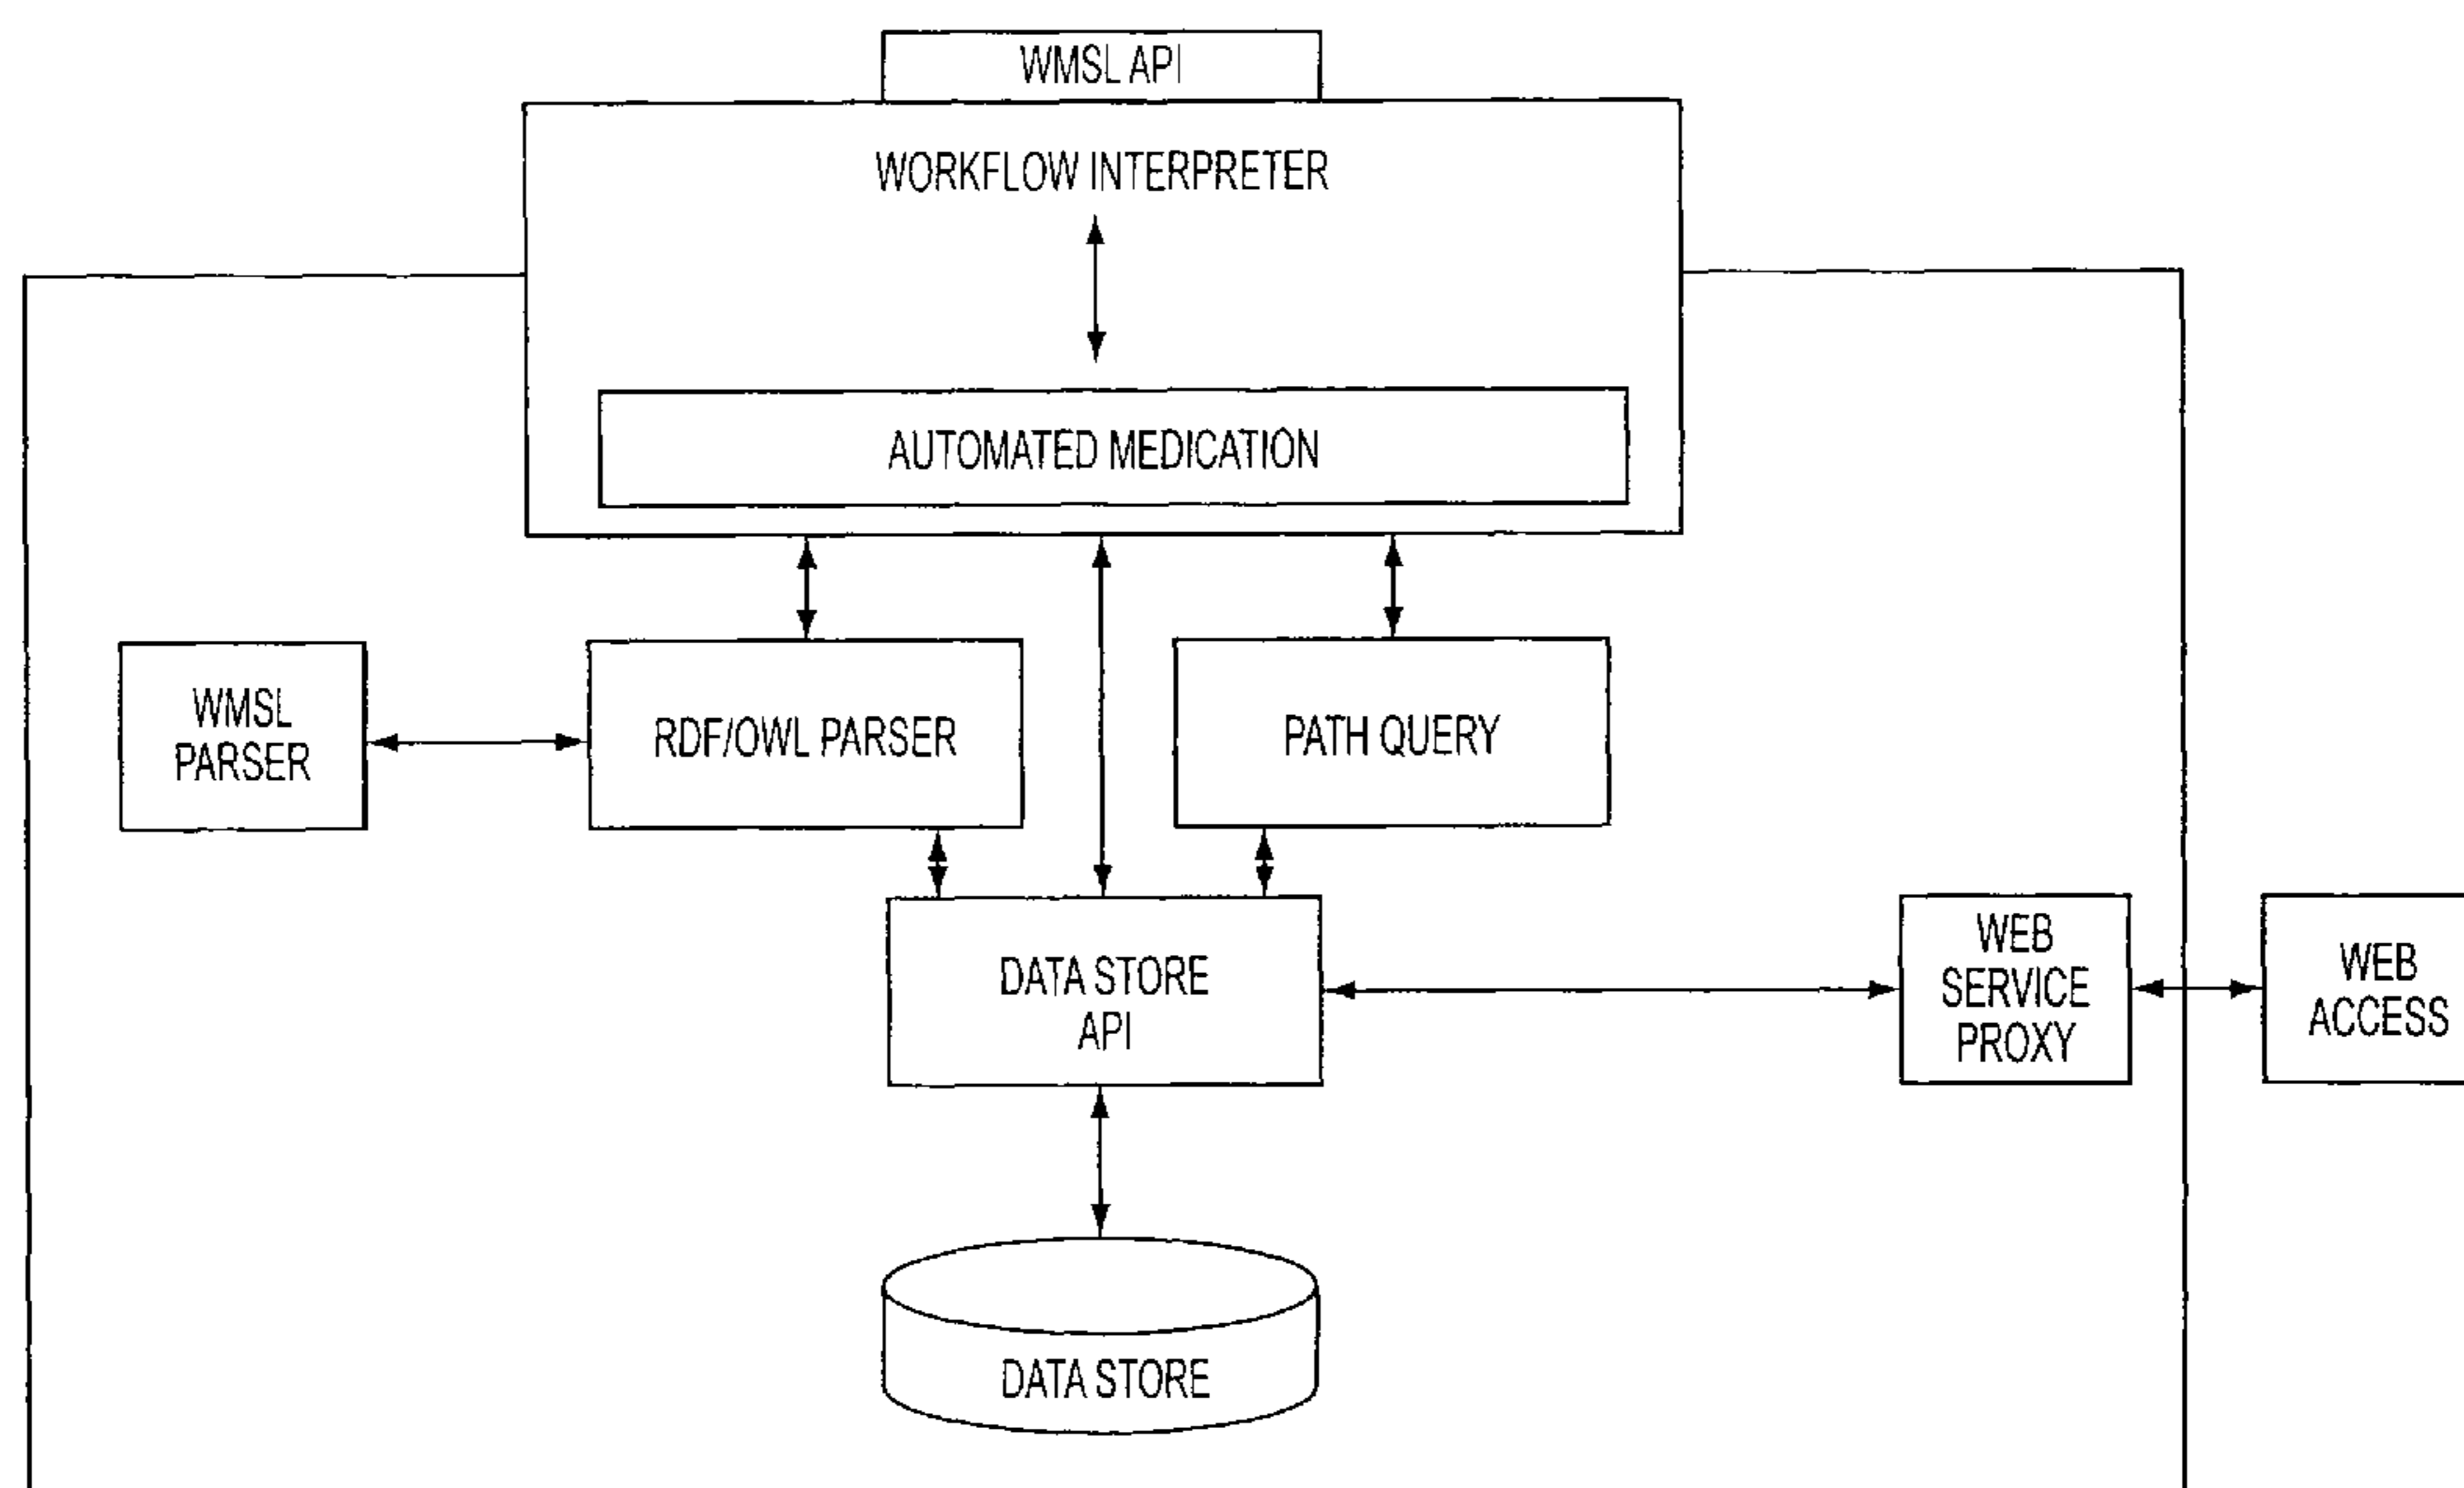 WMSL API
WORKFLOW INTERPRETER
AUTOMATED MEDICATION
WMSL
PARSER
RDF/OWL PARSER
PATH QUERY
DATA STORE
API
WEB
SERVICE
PROXY
WEB
ACCESS
DATA STORE